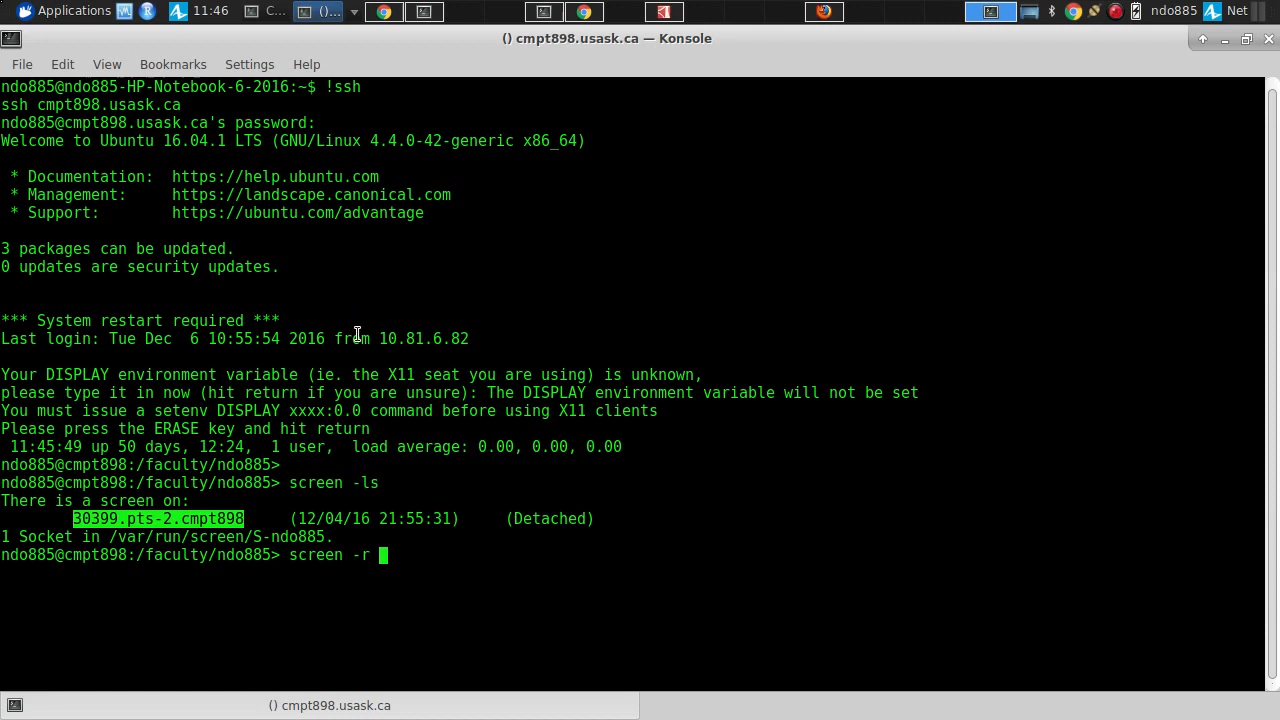 Applications 11:46 C... ()... ndo885 Net
() cmpt898.usask.ca — Konsole
File Edit View Bookmarks Settings Help
ndo885@ndo885-HP-Notebook-6-2016:~$ !ssh
ssh cmpt898.usask.ca
ndo885@cmpt898.usask.ca's password:
Welcome to Ubuntu 16.04.1 LTS (GNU/Linux 4.4.0-42-generic x86_64)
* Documentation:  https://help.ubuntu.com
* Management:     https://landscape.canonical.com
* Support:        https://ubuntu.com/advantage
3 packages can be updated.
0 updates are security updates.
*** System restart required ***
Last login: Tue Dec  6 10:55:54 2016 from 10.81.6.82
Your DISPLAY environment variable (ie. the X11 seat you are using) is unknown,
please type it in now (hit return if you are unsure): The DISPLAY environment variable will not be set
You must issue a setenv DISPLAY xxxx:0.0 command before using X11 clients
Please press the ERASE key and hit return
11:45:49 up 50 days, 12:24,  1 user,  load average: 0.00, 0.00, 0.00
ndo885@cmpt898:/faculty/ndo885>
ndo885@cmpt898:/faculty/ndo885> screen -ls
There is a screen on:
30399.pts-2.cmpt898     (12/04/16 21:55:31)     (Detached)
1 Socket in /var/run/screen/S-ndo885.
ndo885@cmpt898:/faculty/ndo885> screen -r
() cmpt898.usask.ca